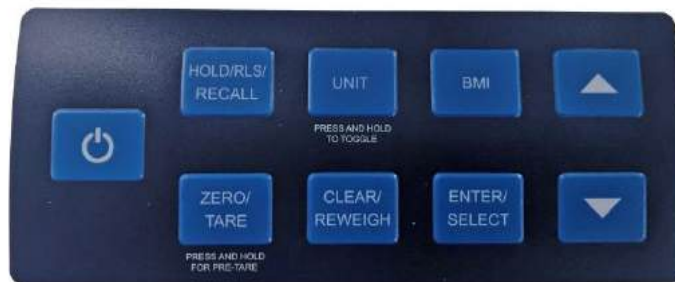 HOLD/RLS/
RECALL
UNIT
PRESS AND HOLD
TO TOGGLE
BMI
ZERO/
TARE
PRESS AND HOLD
FOR PRE-TARE
CLEAR/
REWEIGH
ENTER/
SELECT